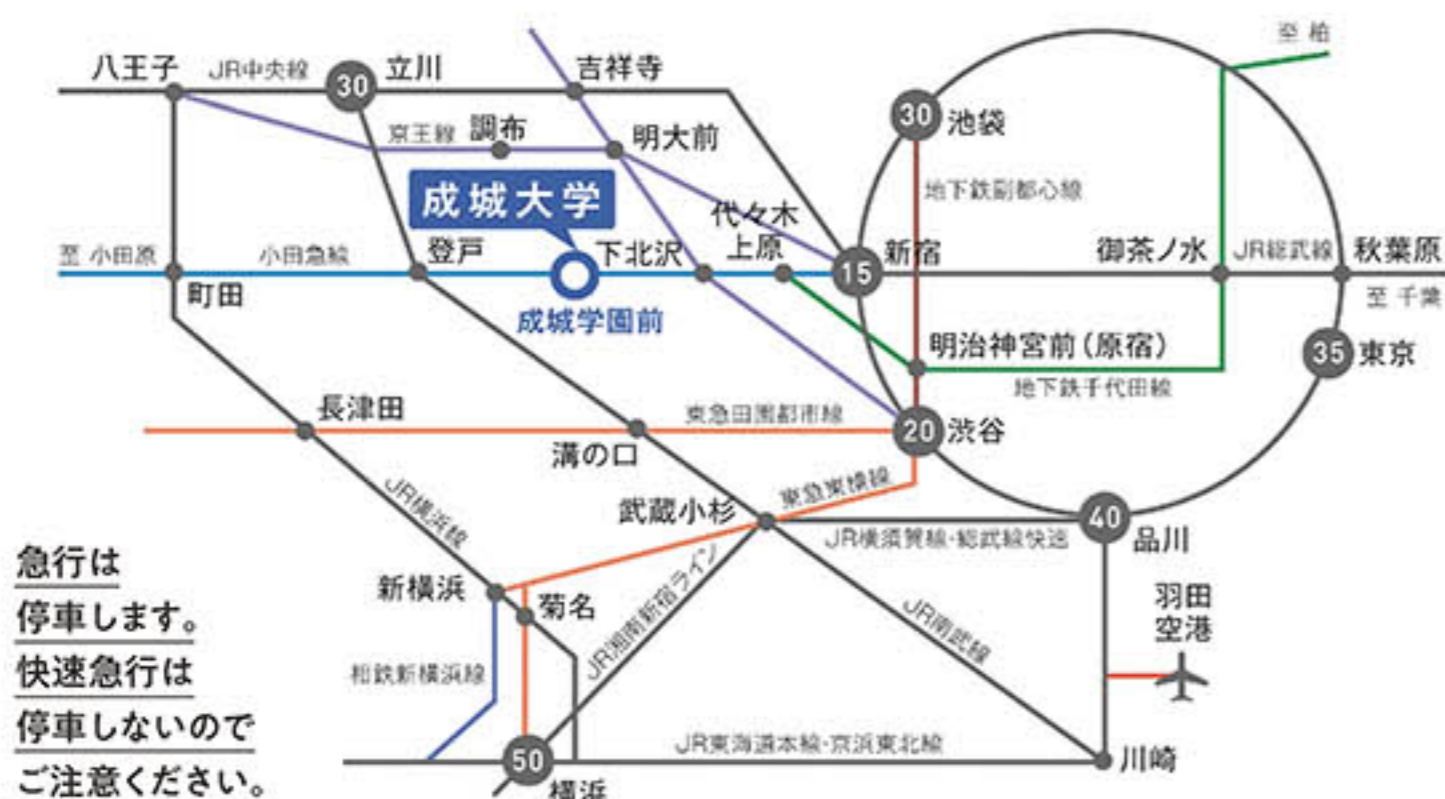 至 柏
八王子
JR中央線
30
立川
吉祥寺
30
池袋
京王線
調布
明大前
地下鉄副都心線
成城大学
代々木
上原
至 小田原
小田急線
登戸
下北沢
15
新宿
御茶ノ水
JR総武線
秋葉原
町田
成城学園前
至 千葉
明治神宮前(原宿)
35
東京
地下鉄千代田線
長津田
東急田園都市線
20
渋谷
溝の口
JR横浜線
武蔵小杉
東急東横線
40
品川
JR横須賀線・総武線快速
急行は
停車します。
快速急行は
停車しないので
ご注意ください。
新横浜
菊名
JR湘南新宿ライン
JR南武線
羽田
空港
相鉄新横浜線
50
横浜
JR東海道本線・京浜東北線
川崎